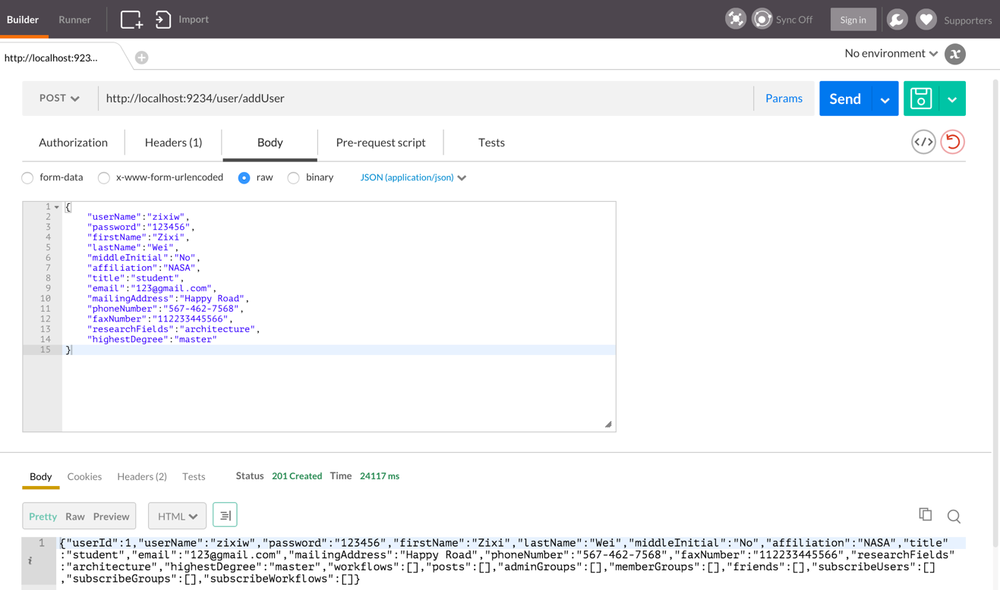 Builder Runner Import Sync Off Sign in Supporters
http://localhost:923... No environment
POST http://localhost:9234/user/addUser Params Send
Authorization Headers (1) Body Pre-request script Tests
form-data x-www-form-urlencoded raw binary JSON (application/json)
1 {
2 "userName":"zixiw",
3 "password":"123456",
4 "firstName":"Zixi",
5 "lastName":"Wei",
6 "middleInitial":"No",
7 "affiliation":"NASA",
8 "title":"student",
9 "email":"123@gmail.com",
10 "mailingAddress":"Happy Road",
11 "phoneNumber":"567-462-7568",
12 "faxNumber":"112233445566",
13 "researchFields":"architecture",
14 "highestDegree":"master"
15 }
Body Cookies Headers (2) Tests Status 201 Created Time 24117 ms
Pretty Raw Preview HTML
1 {"userId":1,"userName":"zixiw","password":"123456","firstName":"Zixi","lastName":"Wei","middleInitial":"No","affiliation":"NASA","title"
:"student","email":"123@gmail.com","mailingAddress":"Happy Road","phoneNumber":"567-462-7568","faxNumber":"112233445566","researchFields"
:"architecture","highestDegree":"master","workflows":[],"posts":[],"adminGroups":[],"memberGroups":[],"friends":[],"subscribeUsers":[]
,"subscribeGroups":[],"subscribeWorkflows":[]}